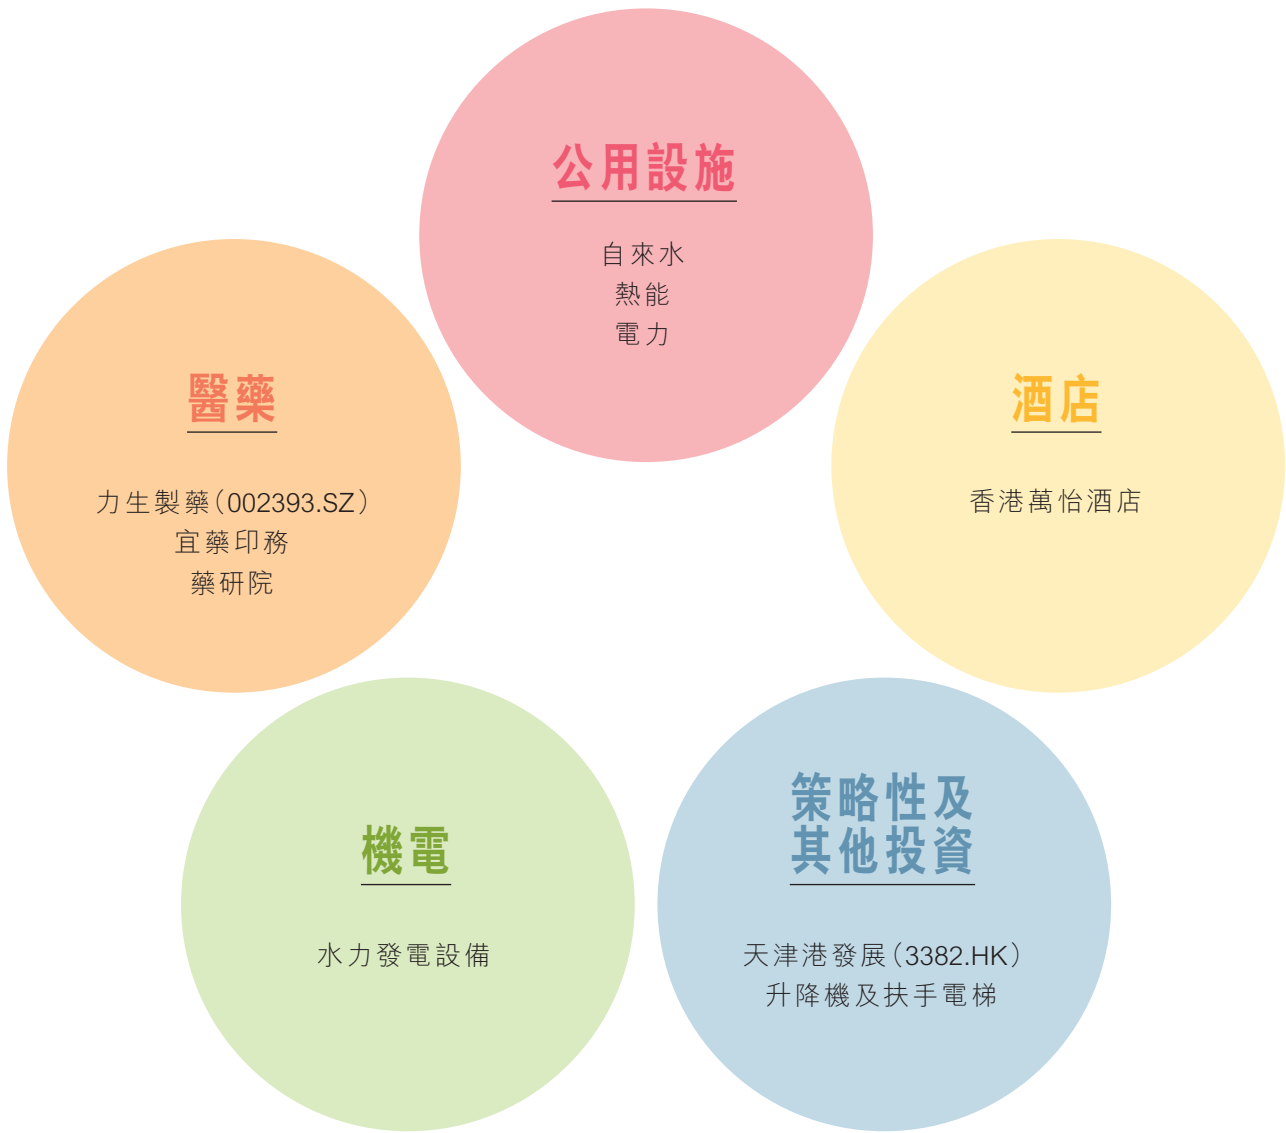 公用設施
自來水
熱能
電力
醫藥
力生製藥（002393.SZ）
宜藥印務
藥研院
酒店
香港萬怡酒店
機電
水力發電設備
策略性及
其他投資
天津港發展（3382.HK）
升降機及扶手電梯